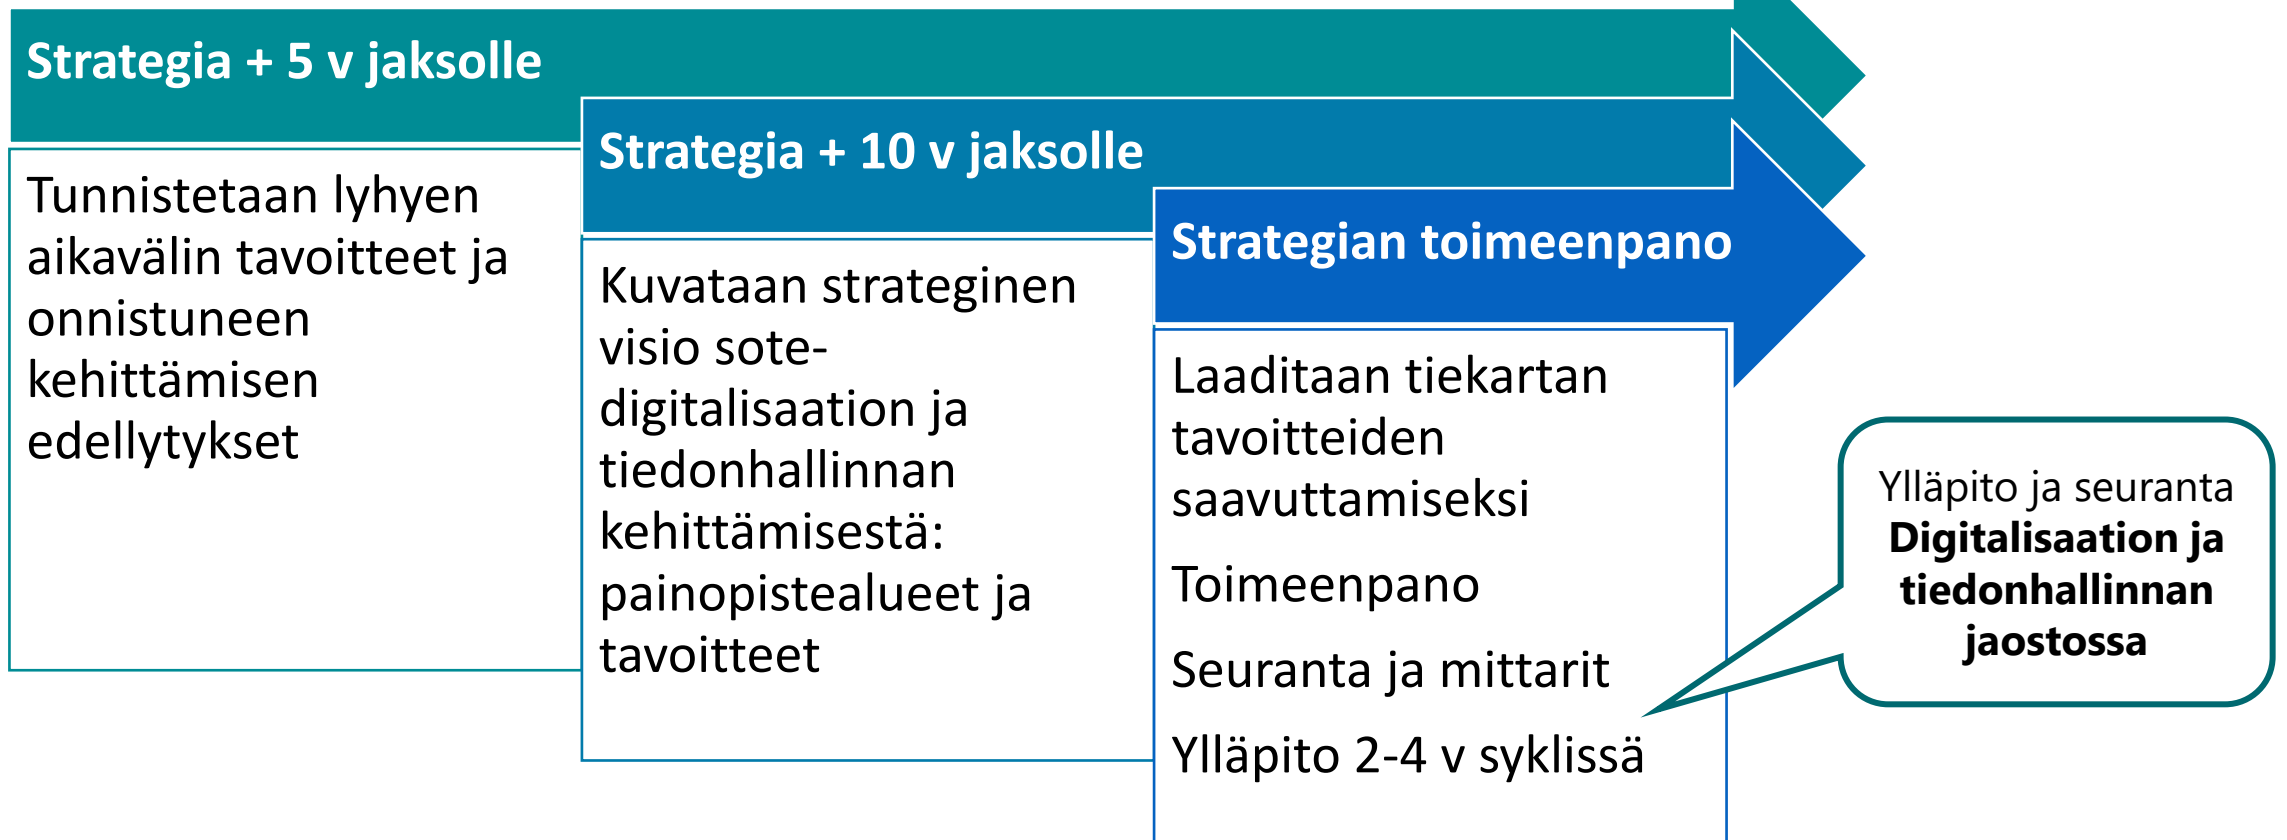 Strategia + 5 v jaksolle
Tunnistetaan lyhyen
aikavälin tavoitteet ja
onnistuneen
kehittämisen
edellytykset
Strategia + 10 v jaksolle
Kuvataan strateginen
visio sote-
digitalisaation ja
tiedonhallinnan
kehittämisestä:
painopistealueet ja
tavoitteet
Strategian toimeenpano
Laaditaan tiekartan
tavoitteiden
saavuttamiseksi
Toimeenpano
Seuranta ja mittarit
Ylläpito 2-4 v syklissä
Ylläpito ja seuranta
Digitalisaation ja
tiedonhallinnan
jaostossa